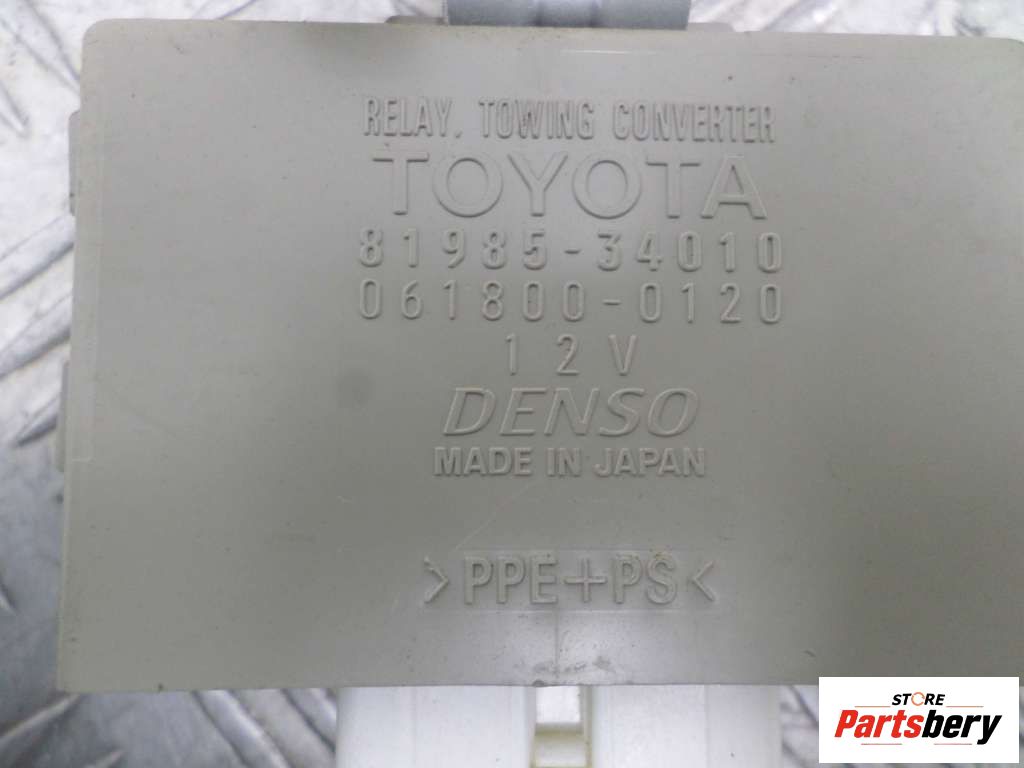 RELAY, TOWING CONVERTER
TOYOTA
81985-34010
061800-0120
12V
DENSO
MADE IN JAPAN
>PPE+PS<
STORE
Partsbery